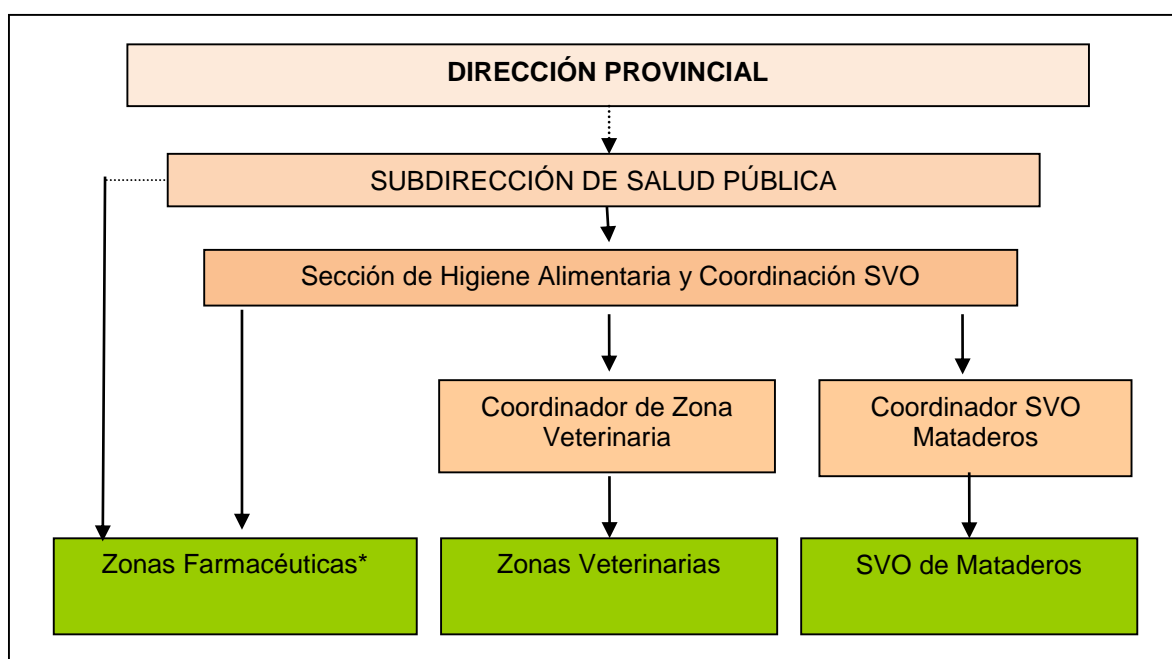 DIRECCIÓN PROVINCIAL
SUBDIRECCIÓN DE SALUD PÚBLICA
Sección de Higiene Alimentaria y Coordinación SVO
Coordinador de Zona
Veterinaria
Coordinador SVO
Mataderos
Zonas Farmacéuticas*
Zonas Veterinarias
SVO de Mataderos